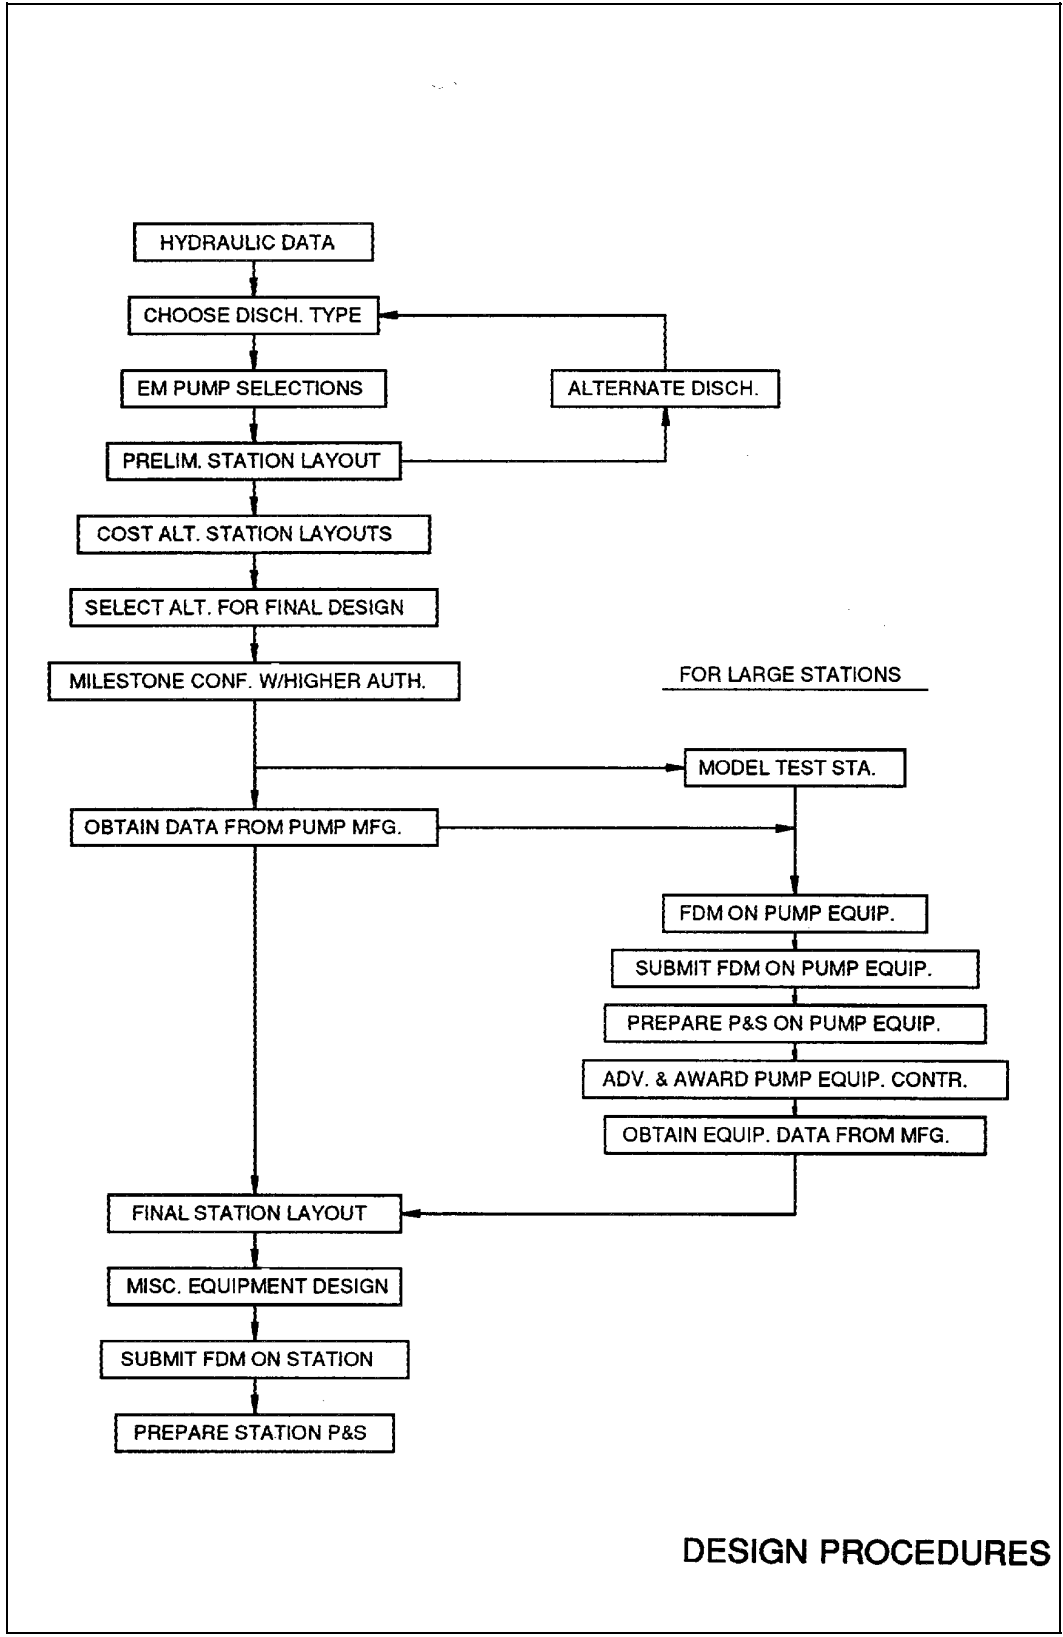 HYDRAULIC DATA
CHOOSE DISCH. TYPE
EM PUMP SELECTIONS
ALTERNATE DISCH.
PRELIM. STATION LAYOUT
COST ALT. STATION LAYOUTS
SELECT ALT. FOR FINAL DESIGN
MILESTONE CONF. W/HIGHER AUTH.
FOR LARGE STATIONS
MODEL TEST STA.
OBTAIN DATA FROM PUMP MFG.
FDM ON PUMP EQUIP.
SUBMIT FDM ON PUMP EQUIP.
PREPARE P&S ON PUMP EQUIP.
ADV. & AWARD PUMP EQUIP. CONTR.
OBTAIN EQUIP. DATA FROM MFG.
FINAL STATION LAYOUT
MISC. EQUIPMENT DESIGN
SUBMIT FDM ON STATION
PREPARE STATION P&S
DESIGN PROCEDURES